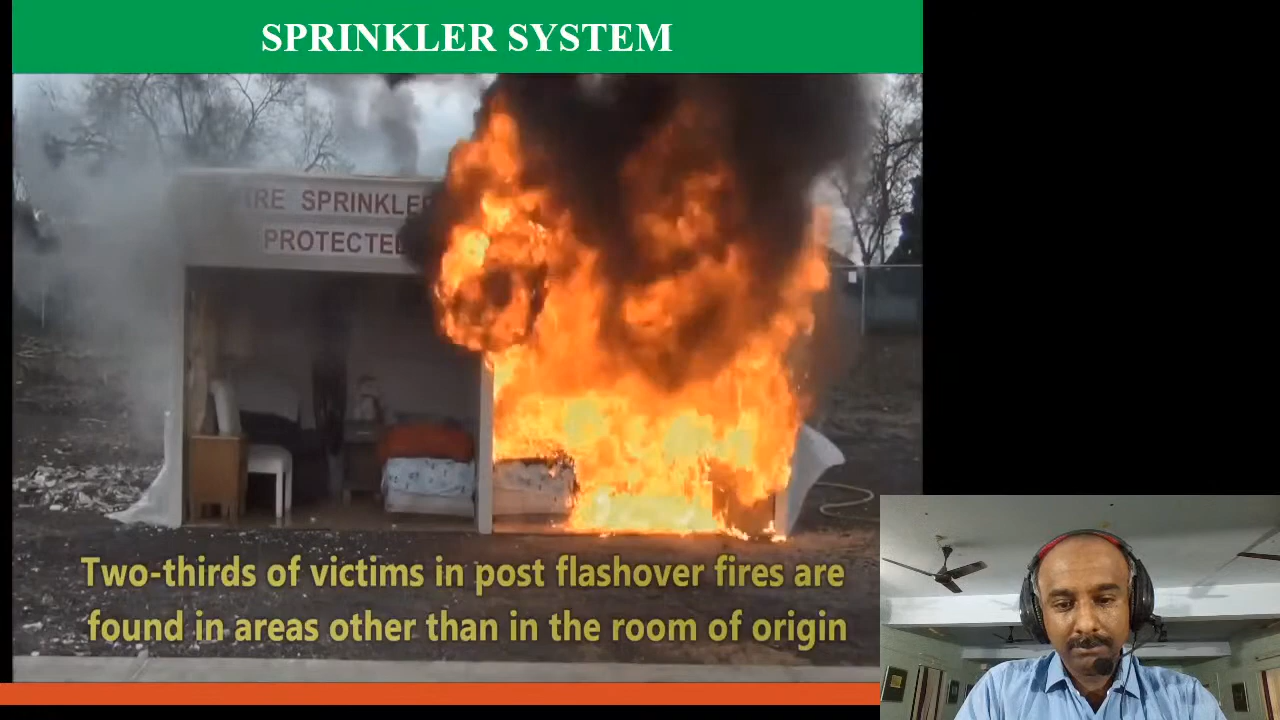 SPRINKLER SYSTEM
IRE SPRINKLE
PROTECTE
Two-thirds of victims in post flashover fires are
found in areas other than in the room of origin